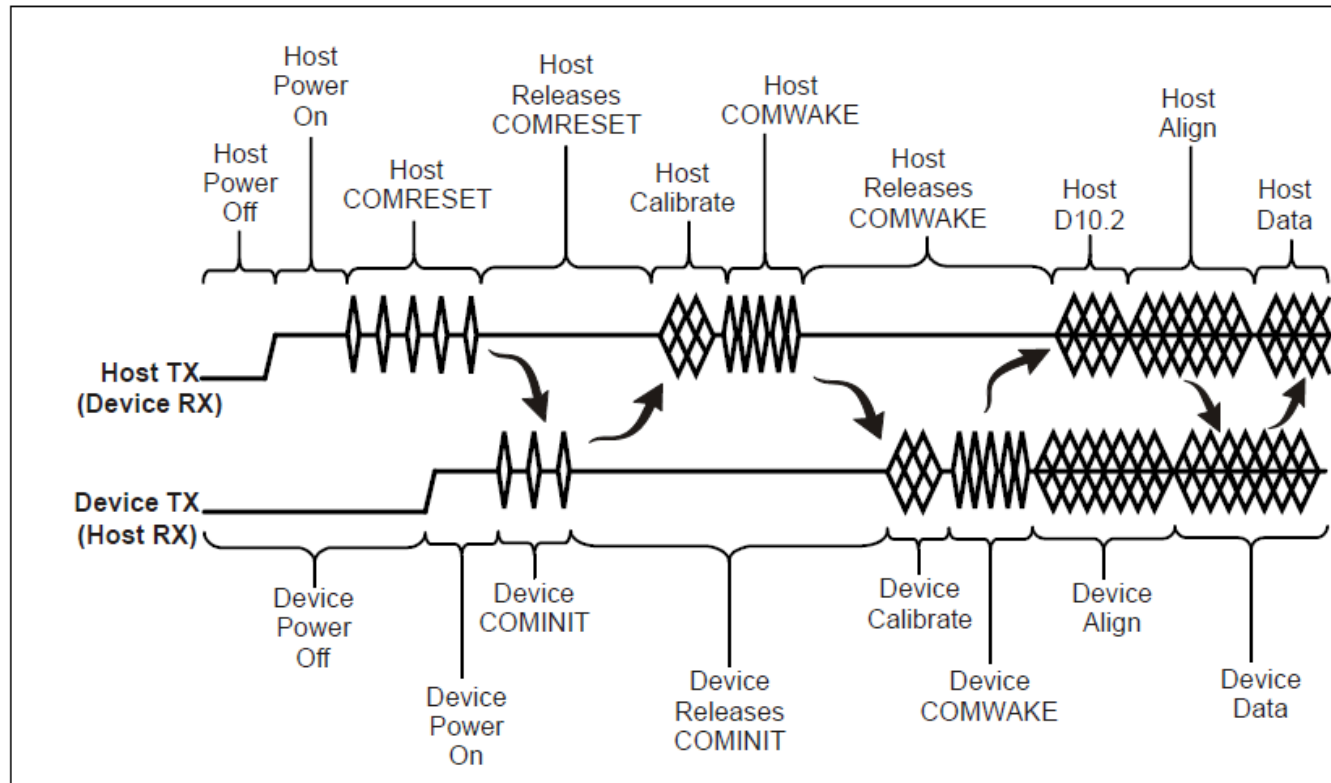 Host
Power
Off
Host
Power
On
Host
COMRESET
Host
Releases
COMRESET
Host
Calibrate
Host
COMWAKE
Host
Releases
COMWAKE
Host
D10.2
Host
Align
Host
Data
Host TX
(Device RX)
Device TX
(Host RX)
Device
Power
Off
Device
Power
On
Device
COMINIT
Device
Releases
COMINIT
Device
Calibrate
Device
COMWAKE
Device
Align
Device
Data